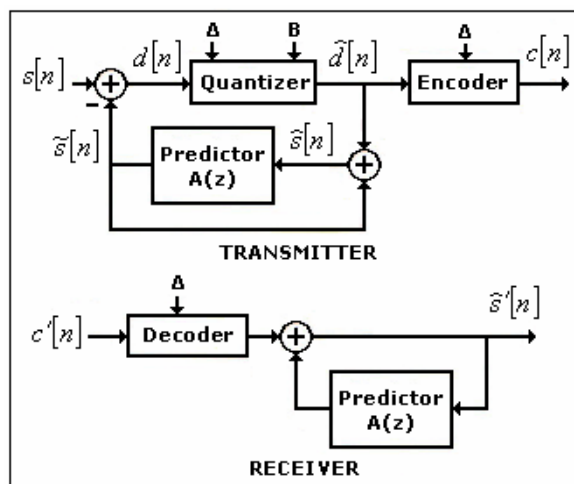 Δ B Δ
s[n] + d[n] Quantizer d̂[n] Encoder c[n]
−
s̃[n] Predictor A(z) ŝ[n] +
TRANSMITTER
Δ
c'[n] Decoder + ŝ'[n]
Predictor
A(z)
RECEIVER